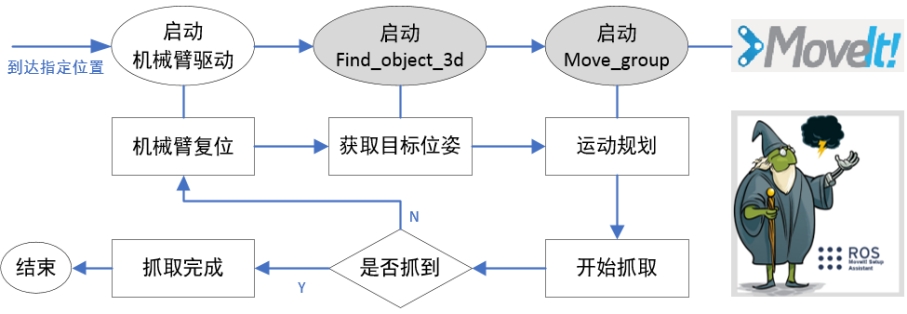 到达指定位置
启动
机械臂驱动
启动
Find_object_3d
启动
Move_group
MoveIt!
机械臂复位
获取目标位姿
运动规划
N
结束
抓取完成
Y
是否抓到
开始抓取
ROS
MoveIt Setup
Assistant